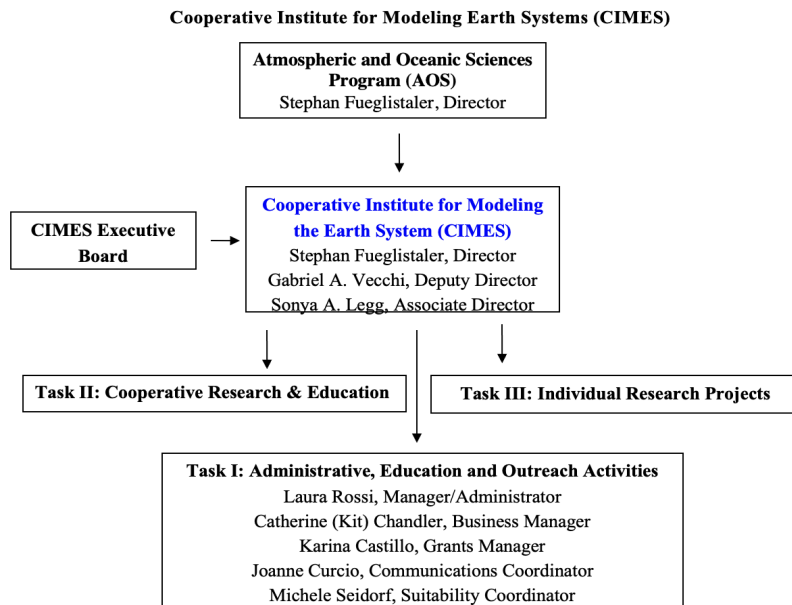 Cooperative Institute for Modeling Earth Systems (CIMES)
Atmospheric and Oceanic Sciences
Program (AOS)
Stephan Fueglistaler, Director
CIMES Executive
Board
Cooperative Institute for Modeling
the Earth System (CIMES)
Stephan Fueglistaler, Director
Gabriel A. Vecchi, Deputy Director
Sonya A. Legg, Associate Director
Task II: Cooperative Research & Education
Task III: Individual Research Projects
Task I: Administrative, Education and Outreach Activities
Laura Rossi, Manager/Administrator
Catherine (Kit) Chandler, Business Manager
Karina Castillo, Grants Manager
Joanne Curcio, Communications Coordinator
Michele Seidorf, Suitability Coordinator